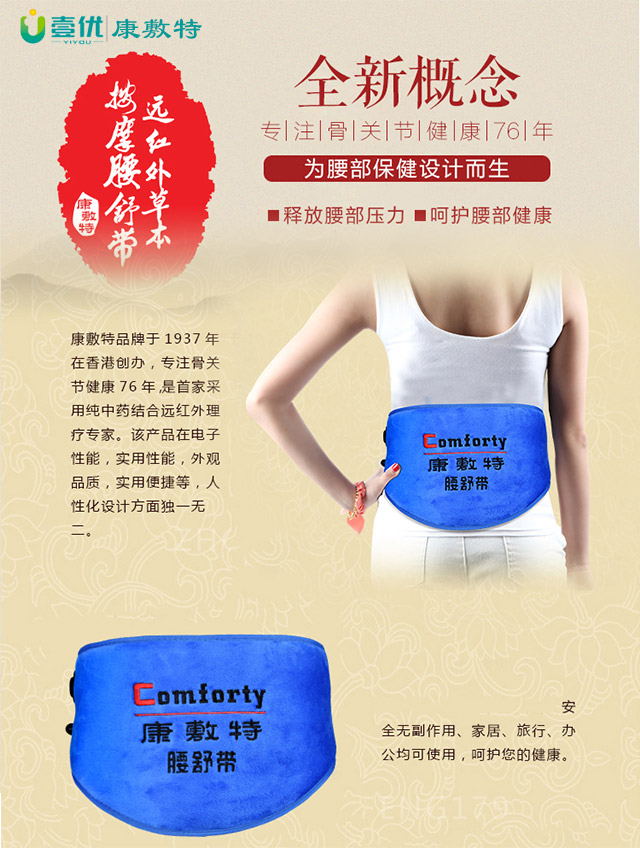 壹优
YIYOU
康敷特
远红外草本
按摩腰舒带
康敷特
全新概念
专注骨关节健康76年
为腰部保健设计而生
■释放腰部压力 ■呵护腰部健康
康敷特品牌于 1937 年
在香港创办，专注骨关
节健康 76 年,是首家采
用纯中药结合远红外理
疗专家。该产品在电子
性能，实用性能，外观
品质，实用便捷等，人
性化设计方面独一无
二。
Comforty
康敷特
腰舒带
Comforty
康敷特
腰舒带
安
全无副作用、家居、旅行、办
公均可使用，呵护您的健康。